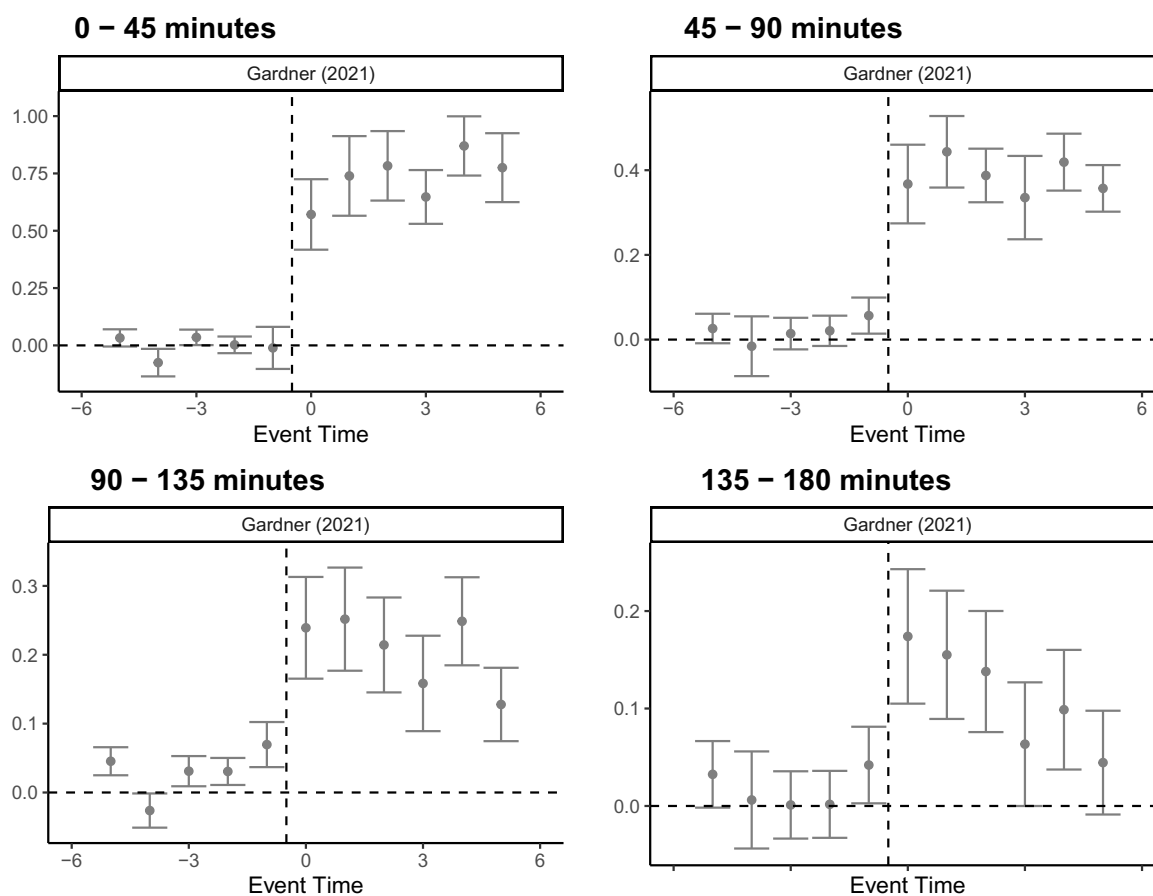 0 − 45 minutes
Gardner (2021)
1.00
0.75
0.50
0.25
0.00
−6 −3 0 3 6
Event Time
45 − 90 minutes
Gardner (2021)
0.4
0.2
0.0
−6 −3 0 3 6
Event Time
90 − 135 minutes
Gardner (2021)
0.3
0.2
0.1
0.0
−6 −3 0 3 6
Event Time
135 − 180 minutes
Gardner (2021)
0.2
0.1
0.0
Event Time